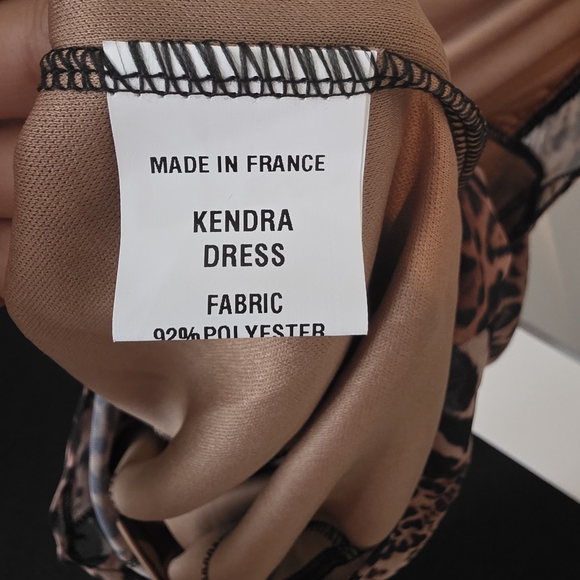 MADE IN FRANCE
KENDRA
DRESS
FABRIC
92% POLYESTER